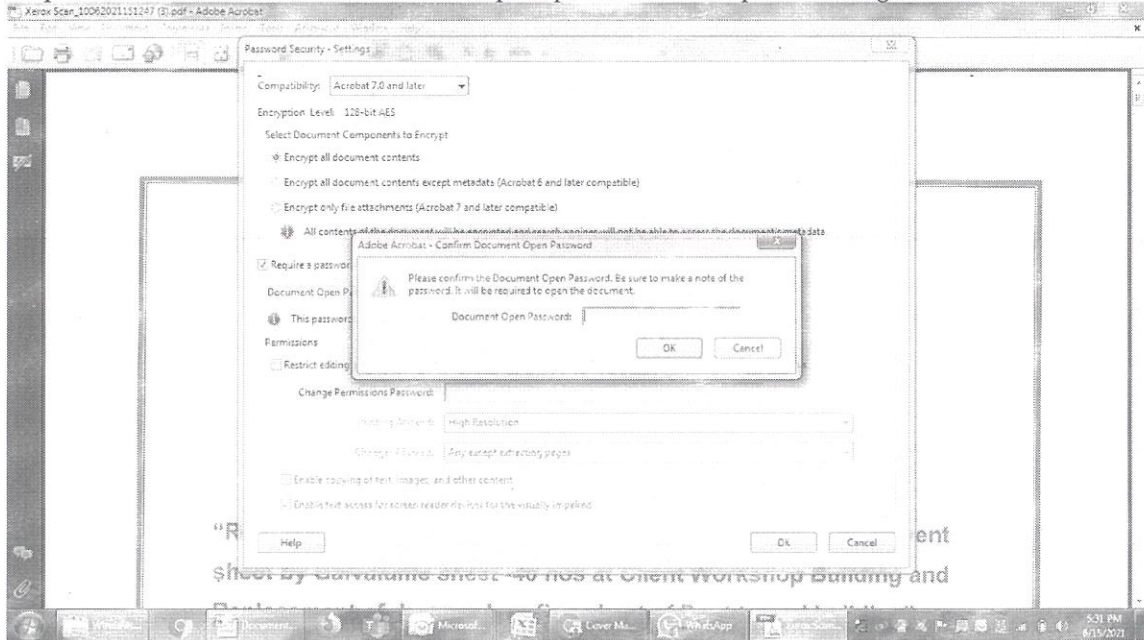 Xerox Scan_10062021151247 (3).pdf - Adobe Acrobat
Password Security - Settings
Compatibility: Acrobat 7.0 and later
Encryption Level: 128-bit AES
Select Document Components to Encrypt
Encrypt all document contents
Encrypt all document contents except metadata (Acrobat 6 and later compatible)
Encrypt only file attachments (Acrobat 7 and later compatible)
All contents of the document will be encrypted and search engines will not be able to access the document's metadata
Adobe Acrobat - Confirm Document Open Password
Require a passwor
Please confirm the Document Open Password. Be sure to make a note of the
password. It will be required to open the document.
Document Open P
Document Open Password:
This password
OK Cancel
Permissions
Restrict editing
Change Permissions Password:
High Resolution
Any except extracting pages
Enable copying of text, images, and other content
Enable text access for screen reader devices for the visually impaired
Help OK Cancel
"R ent
sheet by Galvalume sheet -40 nos at Client Workshop Building and
Document... Microsof... Lover Ma... WhatsApp 5:31 PM
8/15/2021